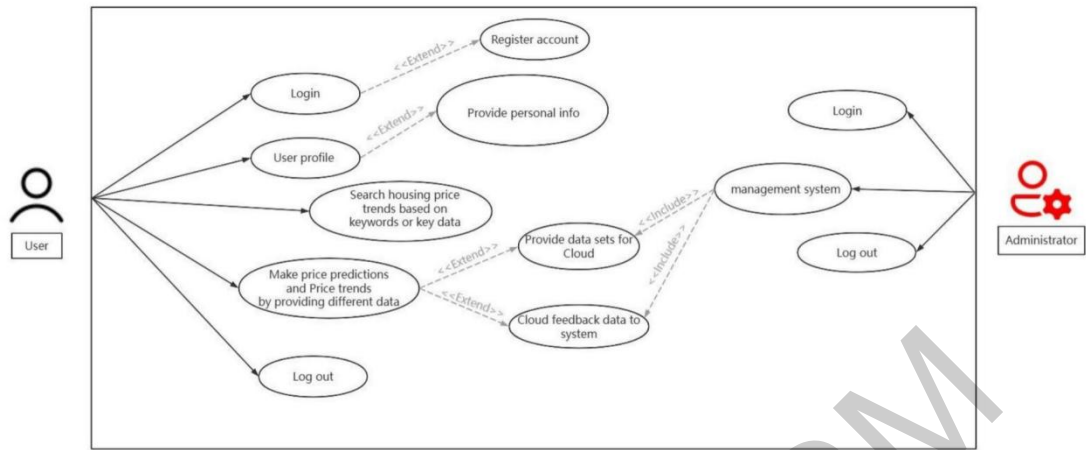 Register account
<<Extend>>
Login
Provide personal info
<<Extend>>
User profile
Login
Search housing price
trends based on
keywords or key data
management system
<<Include>>
<<Include>>
User
Provide data sets for
Cloud
<<Extend>>
Administrator
Log out
Make price predictions
and Price trends
by providing different data
<<Extend>>
Cloud feedback data to
system
Log out